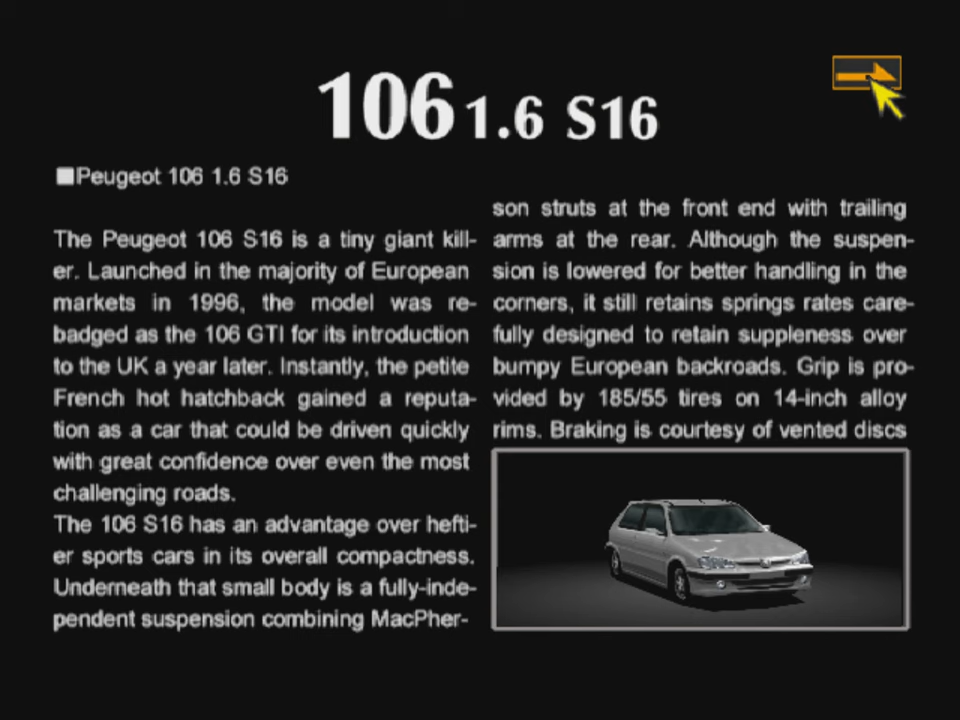 106 1.6 S16
■Peugeot 106 1.6 S16
The Peugeot 106 S16 is a tiny giant kill-
er. Launched in the majority of European
markets in 1996, the model was re-
badged as the 106 GTI for its introduction
to the UK a year later. Instantly, the petite
French hot hatchback gained a reputa-
tion as a car that could be driven quickly
with great confidence over even the most
challenging roads.
The 106 S16 has an advantage over hefti-
er sports cars in its overall compactness.
Underneath that small body is a fully-inde-
pendent suspension combining MacPher-
son struts at the front end with trailing
arms at the rear. Although the suspen-
sion is lowered for better handling in the
corners, it still retains springs rates care-
fully designed to retain suppleness over
bumpy European backroads. Grip is pro-
vided by 185/55 tires on 14-inch alloy
rims. Braking is courtesy of vented discs